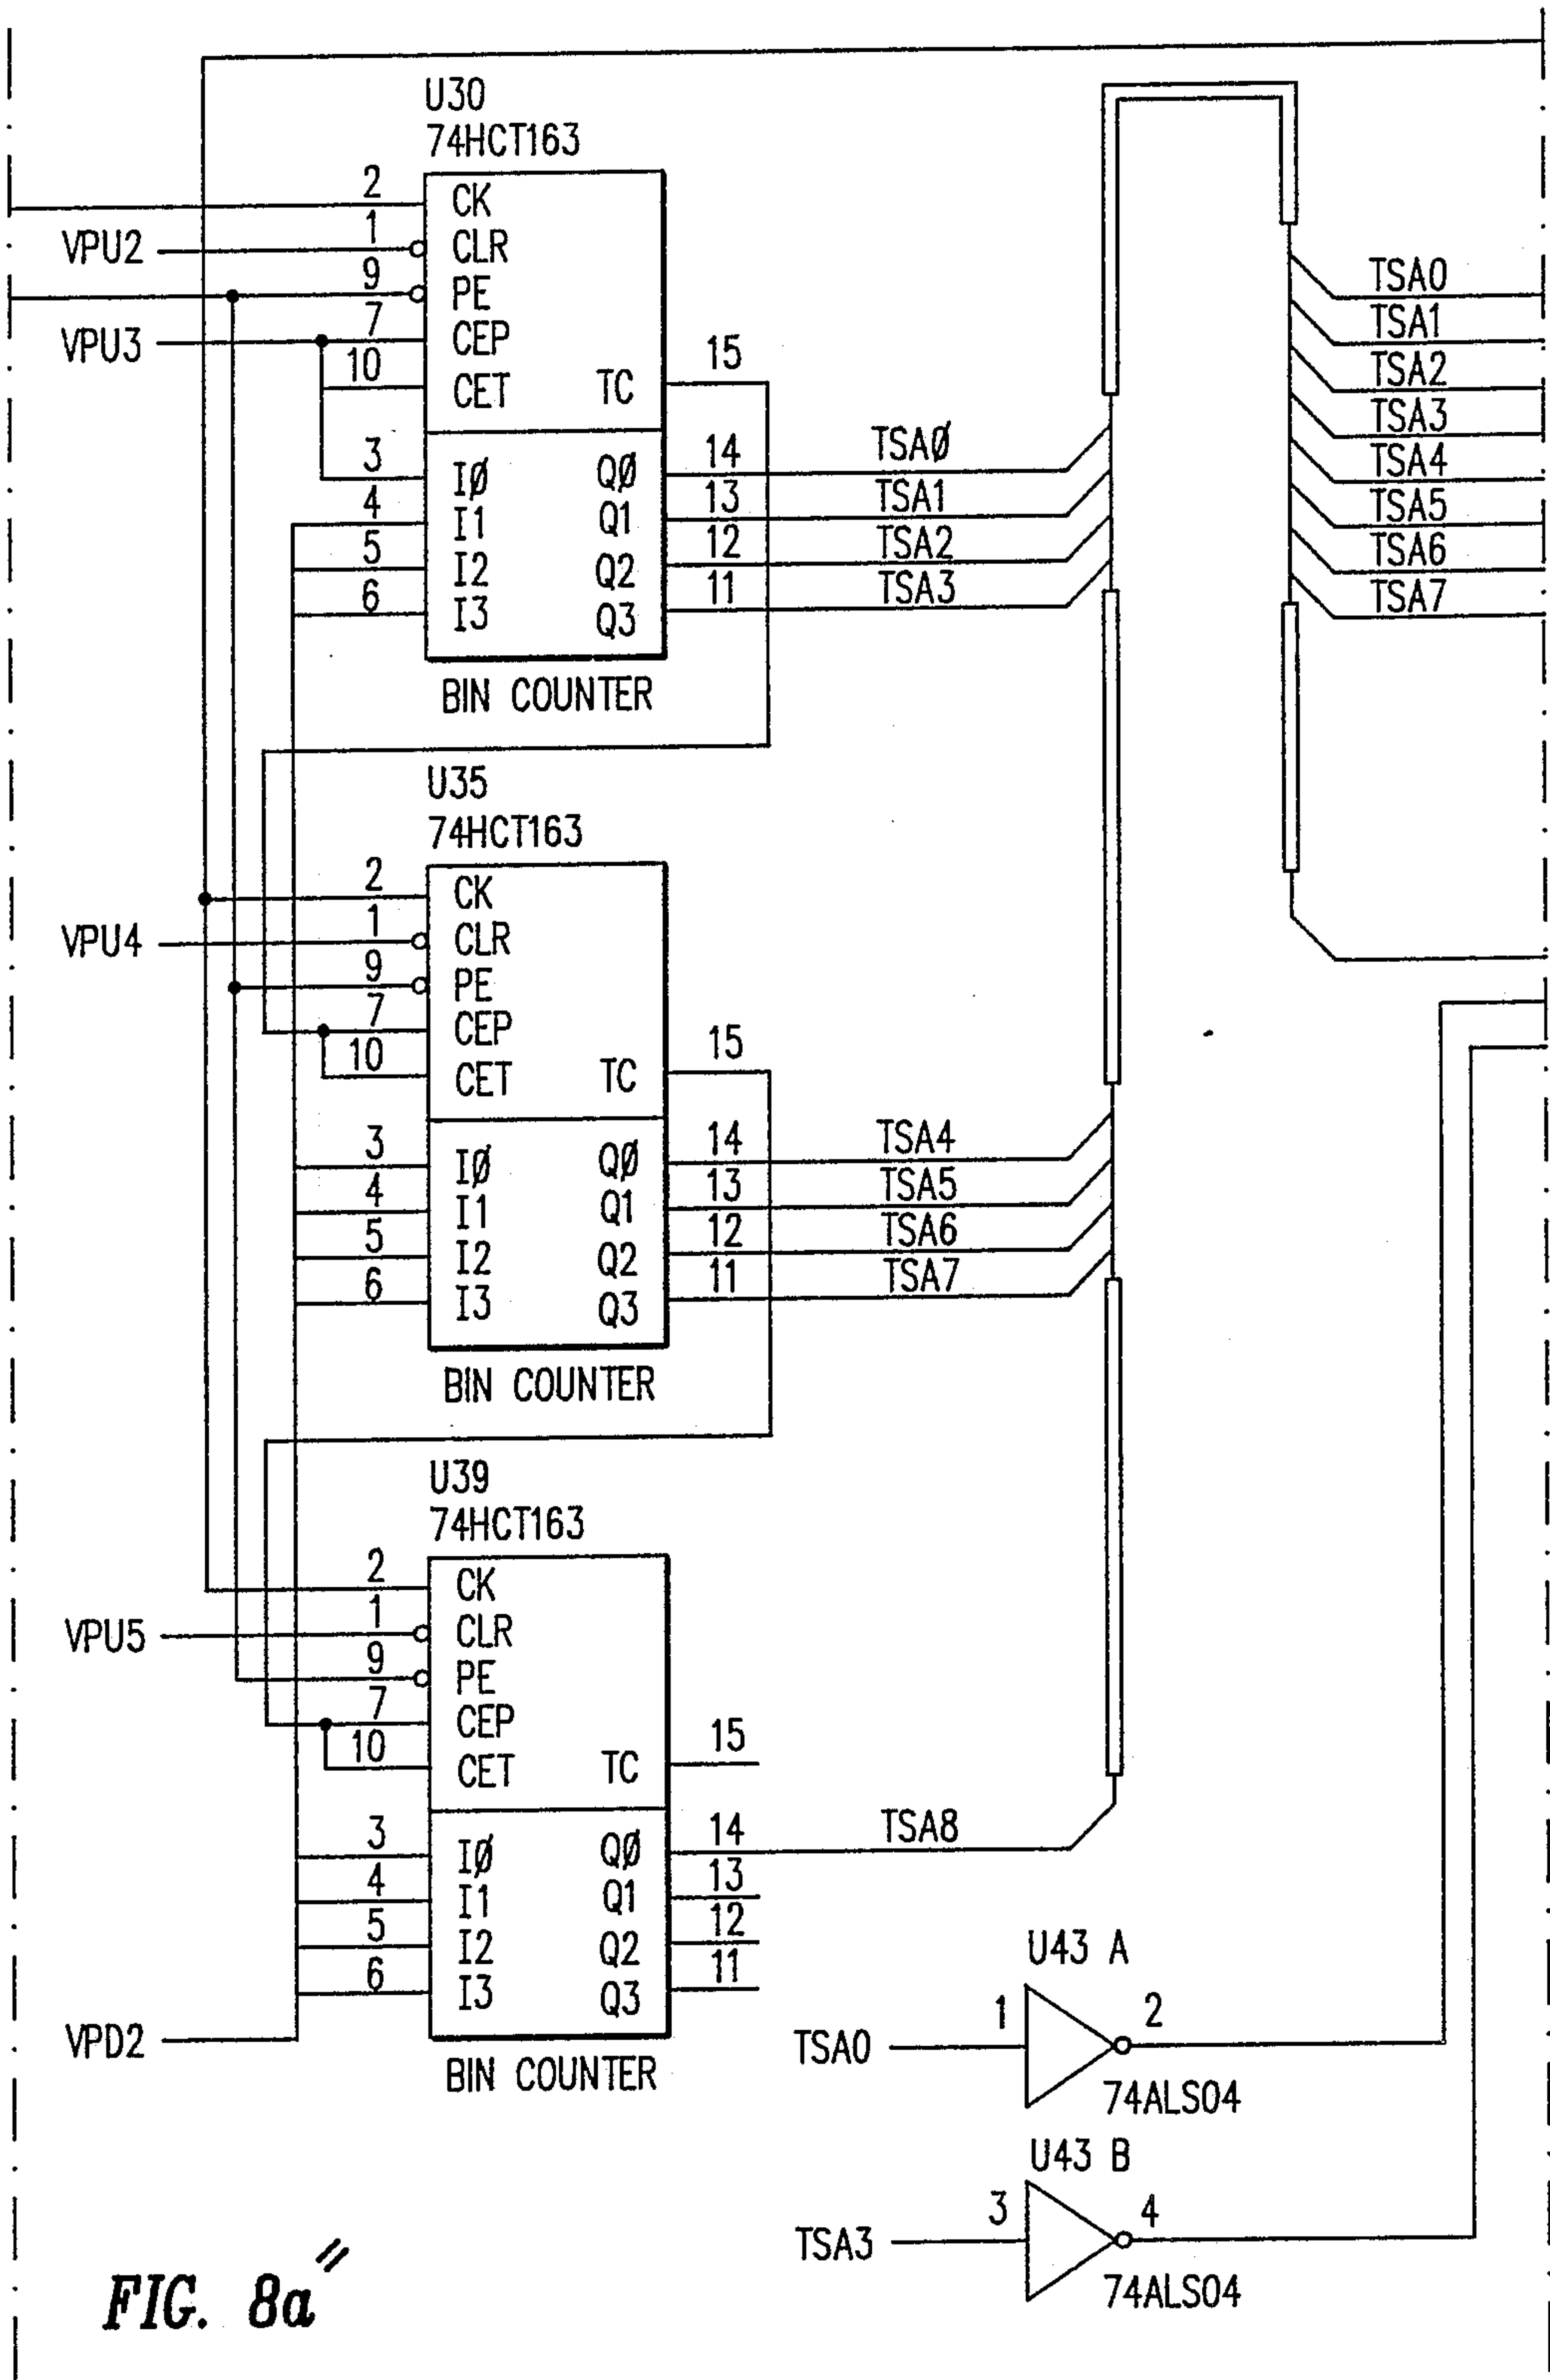 U30
74HCT163
2 CK
VPU2 1 CLR
9 PE
VPU3 7 CEP
10 CET TC 15
3 IØ QØ 14 TSAØ
4 I1 Q1 13 TSA1
5 I2 Q2 12 TSA2
6 I3 Q3 11 TSA3
BIN COUNTER
TSA0
TSA1
TSA2
TSA3
TSA4
TSA5
TSA6
TSA7
U35
74HCT163
2 CK
VPU4 1 CLR
9 PE
7 CEP
10 CET TC 15
3 IØ QØ 14 TSA4
4 I1 Q1 13 TSA5
5 I2 Q2 12 TSA6
6 I3 Q3 11 TSA7
BIN COUNTER
U39
74HCT163
2 CK
VPU5 1 CLR
9 PE
7 CEP
10 CET TC 15
3 IØ QØ 14 TSA8
4 I1 Q1 13
5 I2 Q2 12
6 I3 Q3 11
VPD2
BIN COUNTER
U43 A
TSA0 1 2
74ALS04
U43 B
TSA3 3 4
74ALS04
FIG. 8a"